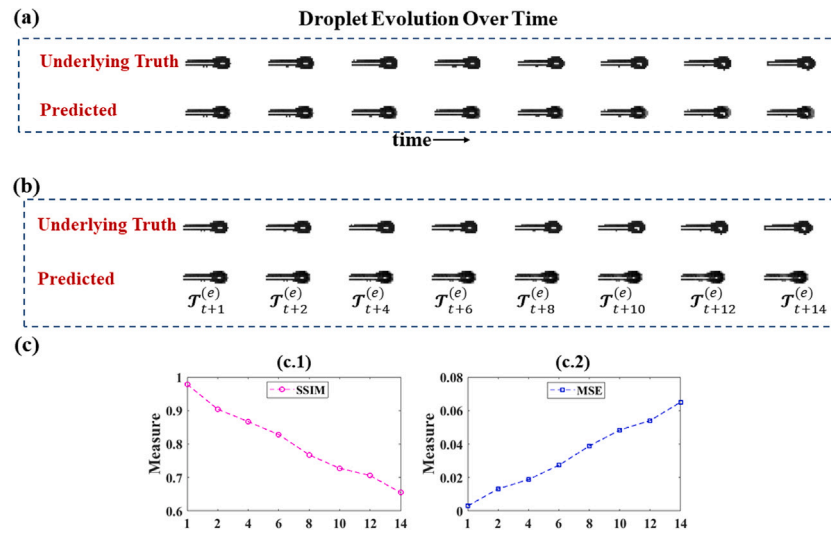 (a)
Droplet Evolution Over Time
Underlying Truth
Predicted
time
(b)
Underlying Truth
Predicted
𝒯(e)t+1 𝒯(e)t+2 𝒯(e)t+4 𝒯(e)t+6 𝒯(e)t+8 𝒯(e)t+10 𝒯(e)t+12 𝒯(e)t+14
(c)
(c.1)
SSIM
Measure
1
0.9
0.8
0.7
0.6
1 2 4 6 8 10 12 14
(c.2)
MSE
Measure
0.08
0.06
0.04
0.02
0
1 2 4 6 8 10 12 14